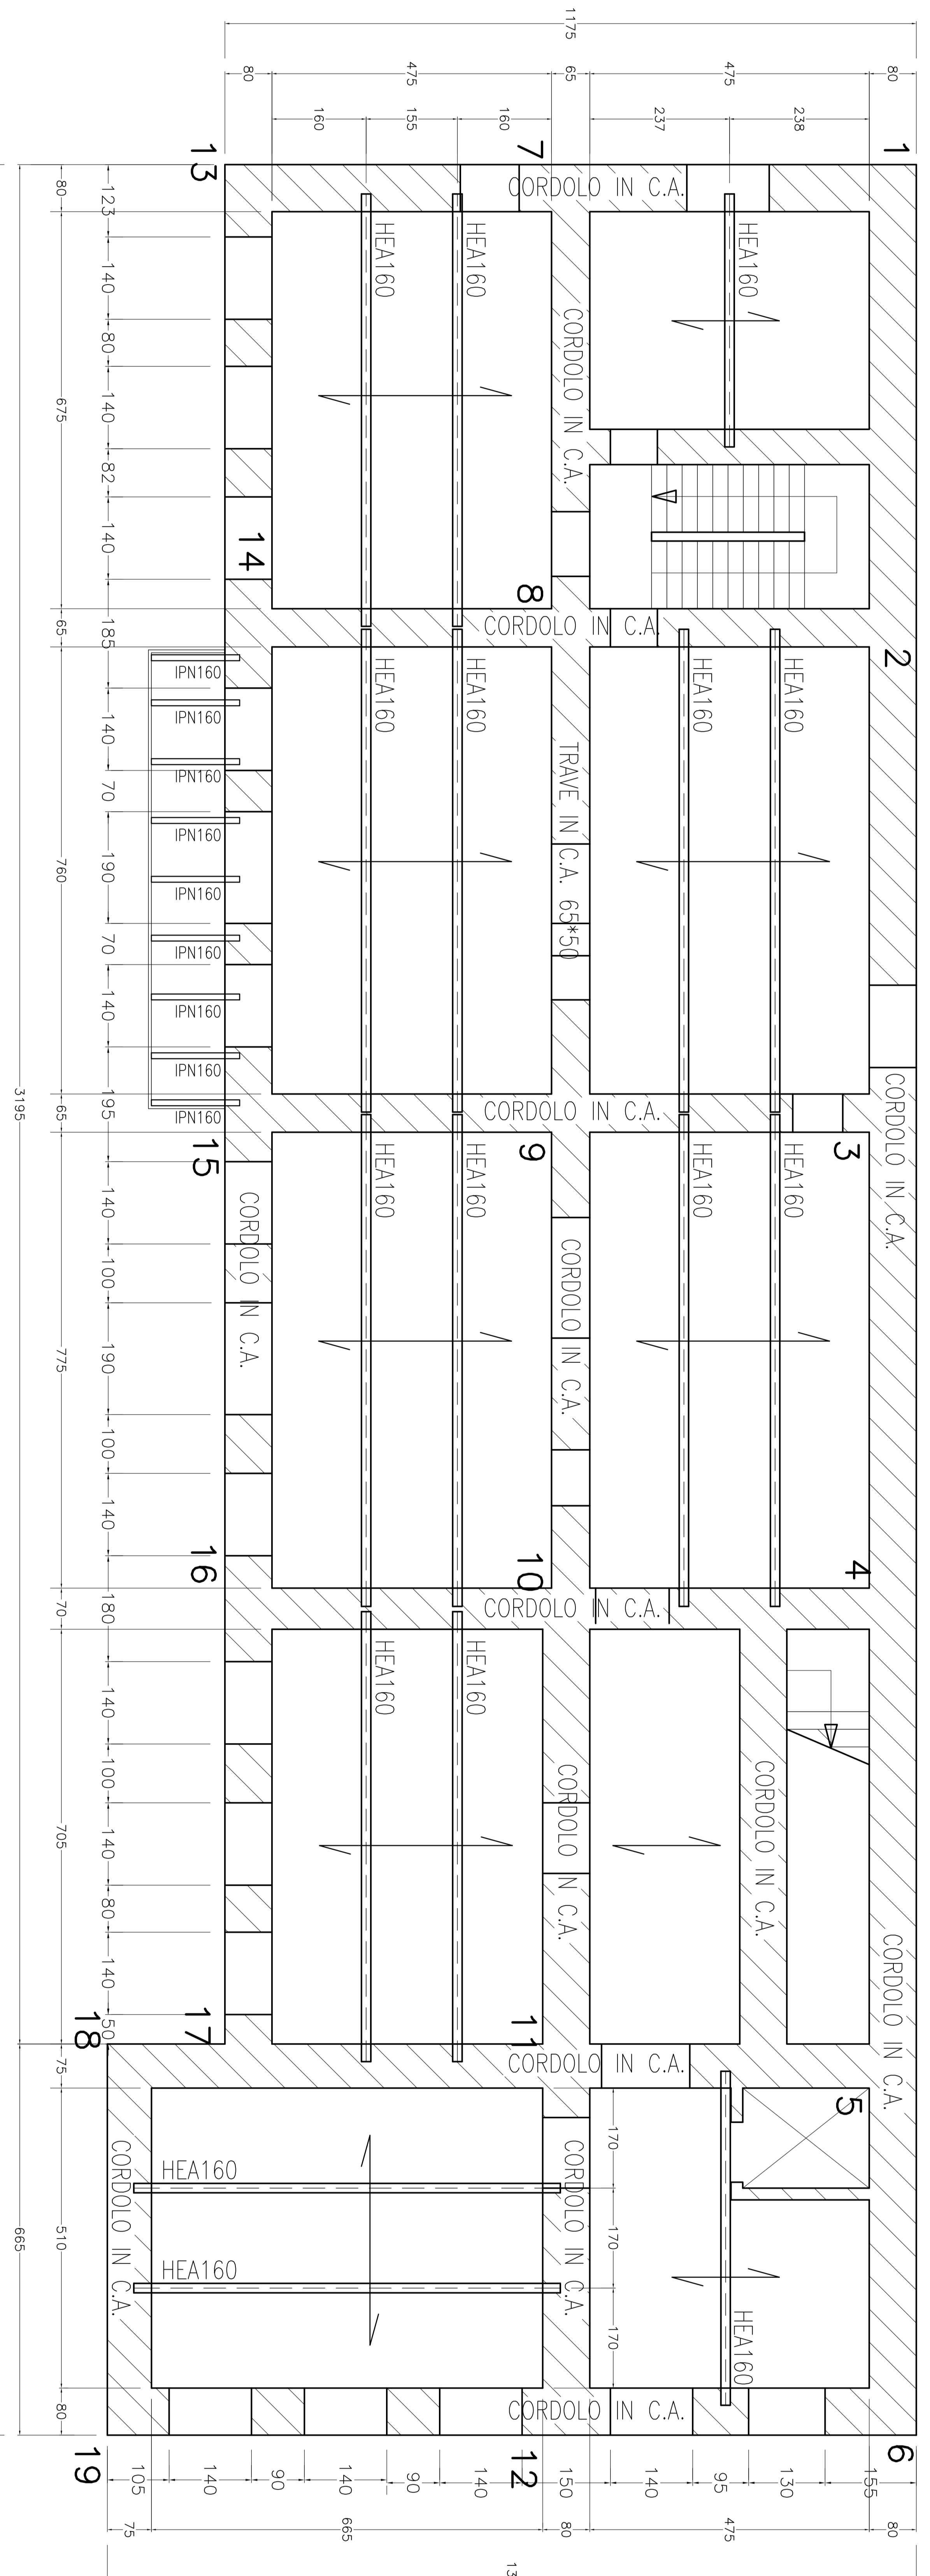 1175
80
475
65
475
80
160
155
160
237
238
1
7
13
CORDOLO IN C.A.
HEA160
HEA160
HEA160
CORDOLO IN C.A.
14
8
CORDOLO IN C.A.
2
IPN160
IPN160
IPN160
IPN160
IPN160
IPN160
IPN160
IPN160
IPN160
HEA160
HEA160
HEA160
HEA160
TRAVE IN C.A. 65*50
CORDOLO IN C.A.
CORDOLO IN C.A.
15
9
3
HEA160
HEA160
HEA160
HEA160
CORDOLO IN C.A.
CORDOLO IN C.A.
16
10
4
CORDOLO IN C.A.
HEA160
HEA160
CORDOLO IN C.A.
CORDOLO IN C.A.
CORDOLO IN C.A.
18
17
11
CORDOLO IN C.A.
5
HEA160
HEA160
CORDOLO IN C.A.
CORDOLO IN C.A.
170
170
170
HEA160
CORDOLO IN C.A.
19
12
6
123
140
80
140
82
140
185
140
70
190
70
140
195
140
100
190
100
140
180
140
100
140
80
140
50
80
675
65
760
65
775
70
705
75
510
80
3195
665
105
140
90
140
90
140
150
140
95
130
155
75
665
80
475
80